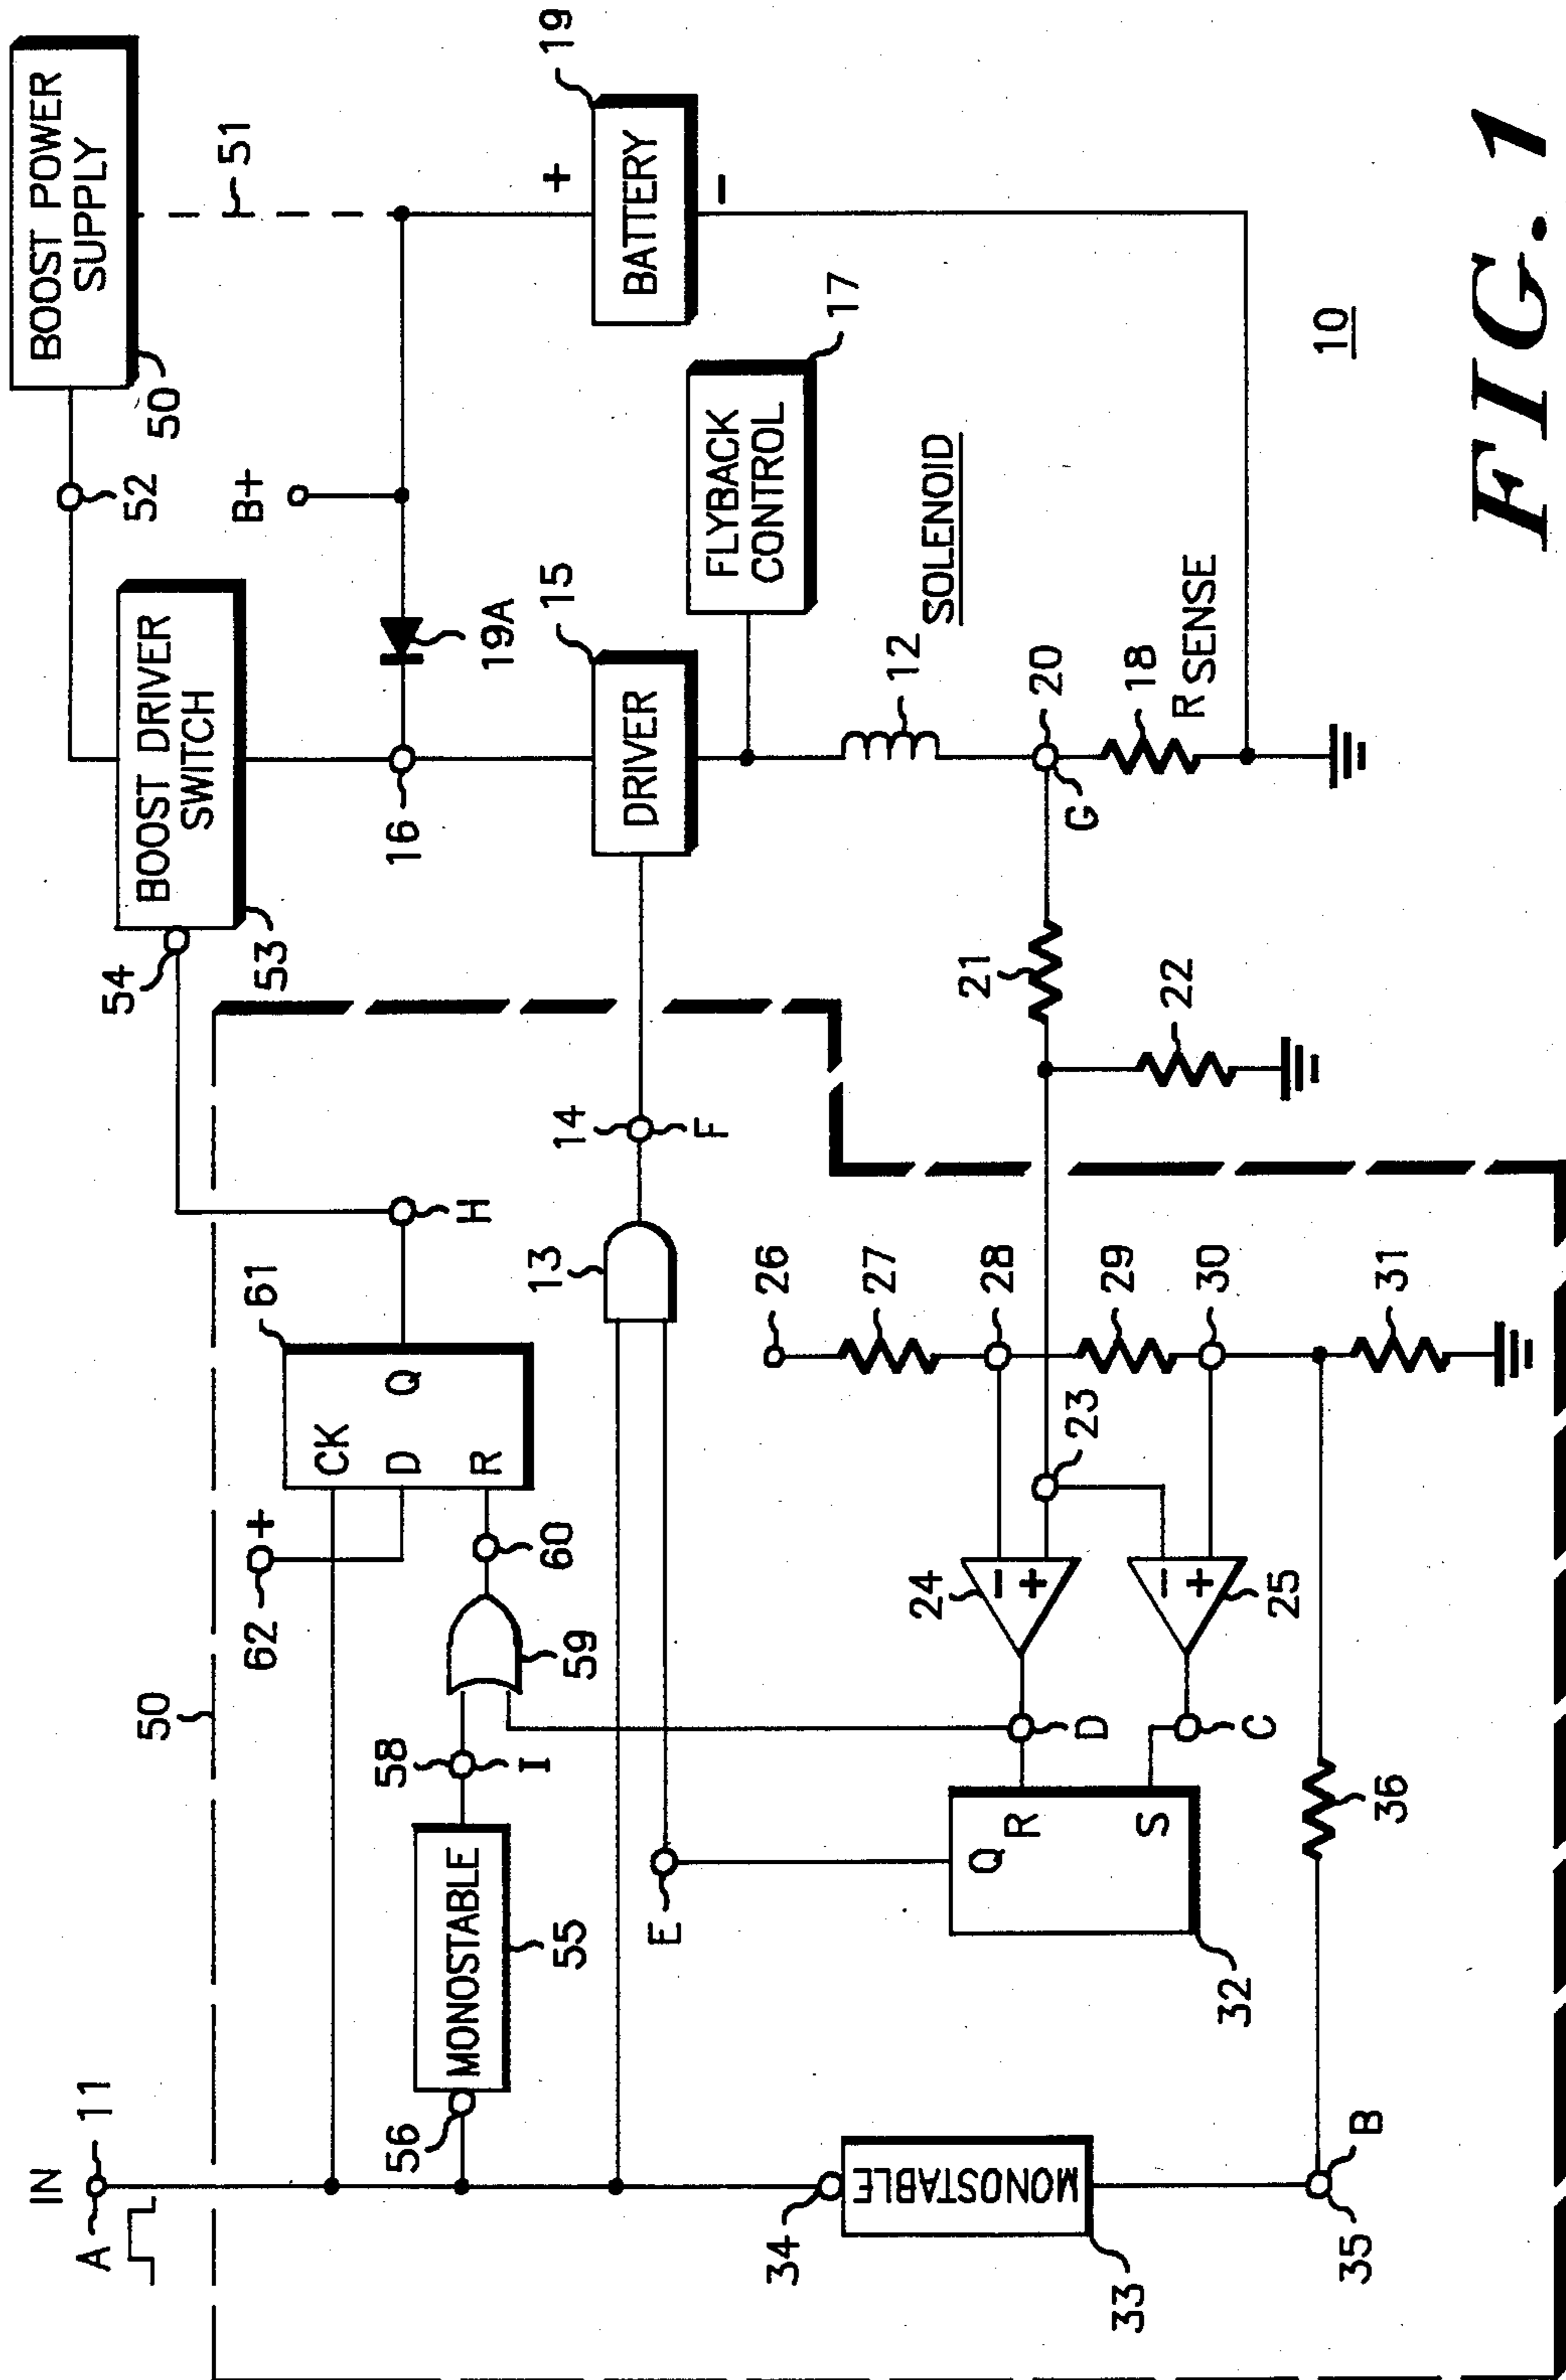 IN
A
11
50
62
+
61
CK
D
Q
R
H
54
BOOST DRIVER
SWITCH
53
52
BOOST POWER
SUPPLY
50
51
B+
16
19A
56
MONOSTABLE
55
58
I
59
60
13
14
F
DRIVER
15
+
BATTERY
-
19
FLYBACK
CONTROL
17
E
34
MONOSTABLE
33
35
B
Q
R
S
32
D
C
24
-
+
25
-
+
23
26
27
28
29
30
31
36
21
22
G
20
12
SOLENOID
18
R SENSE
10
FIG. 1